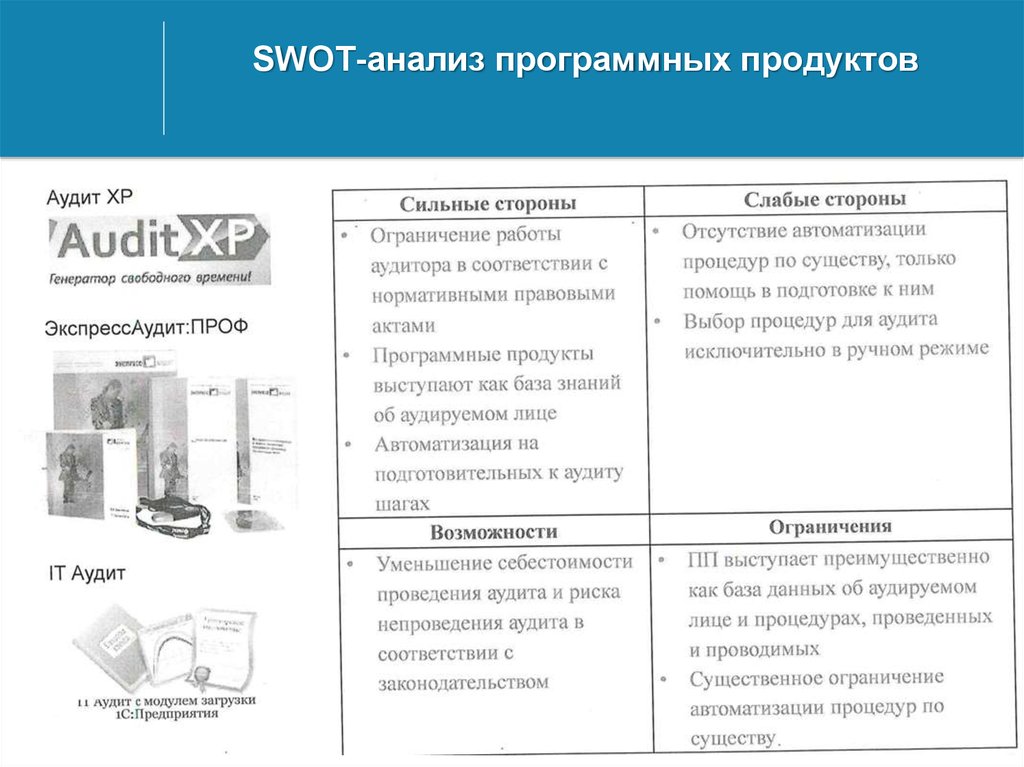 SWOT-анализ программных продуктов
Аудит XP
AuditXP
Генератор свободного времени!
ЭкспрессАудит:ПРОФ
IT Аудит
IT Аудит с модулем загрузки
1С:Предприятия
Сильные стороны
• Ограничение работы
аудитора в соответствии с
нормативными правовыми
актами
• Программные продукты
выступают как база знаний
об аудируемом лице
• Автоматизация на
подготовительных к аудиту
шагах
Слабые стороны
• Отсутствие автоматизации
процедур по существу, только
помощь в подготовке к ним
• Выбор процедур для аудита
исключительно в ручном режиме
Возможности
• Уменьшение себестоимости
проведения аудита и риска
непроведения аудита в
соответствии с
законодательством
Ограничения
• ПП выступает преимущественно
как база данных об аудируемом
лице и процедурах, проведенных
и проводимых
• Существенное ограничение
автоматизации процедур по
существу.